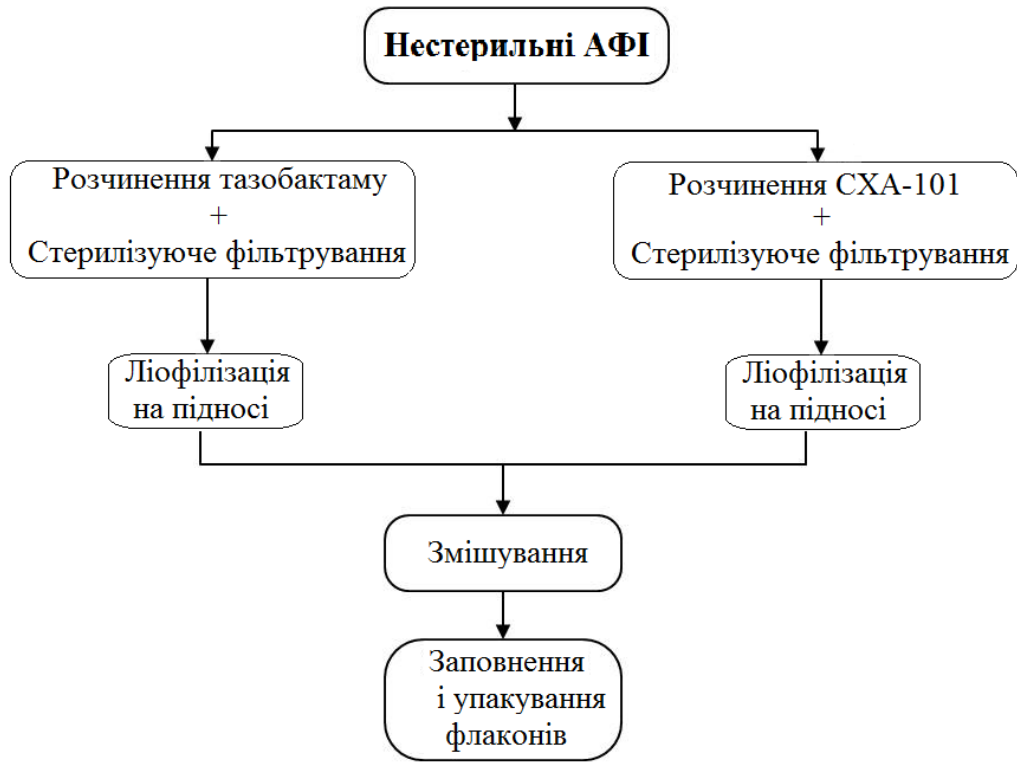 Нестерильні АФІ
Розчинення тазобактаму
+
Стерилізуюче фільтрування
Розчинення СХА-101
+
Стерилізуюче фільтрування
Ліофілізація
на підносі
Ліофілізація
на підносі
Змішування
Заповнення
і упакування
флаконів